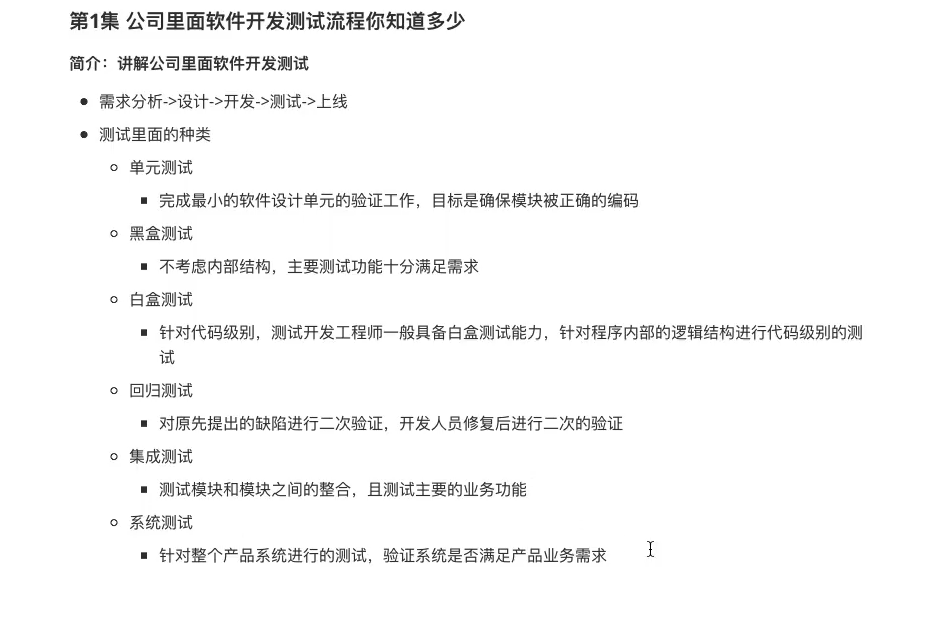 第1集 公司里面软件开发测试流程你知道多少
简介：讲解公司里面软件开发测试
需求分析->设计->开发->测试->上线
测试里面的种类
单元测试
完成最小的软件设计单元的验证工作，目标是确保模块被正确的编码
黑盒测试
不考虑内部结构，主要测试功能十分满足需求
白盒测试
针对代码级别，测试开发工程师一般具备白盒测试能力，针对程序内部的逻辑结构进行代码级别的测
试
回归测试
对原先提出的缺陷进行二次验证，开发人员修复后进行二次的验证
集成测试
测试模块和模块之间的整合，且测试主要的业务功能
系统测试
针对整个产品系统进行的测试，验证系统是否满足产品业务需求